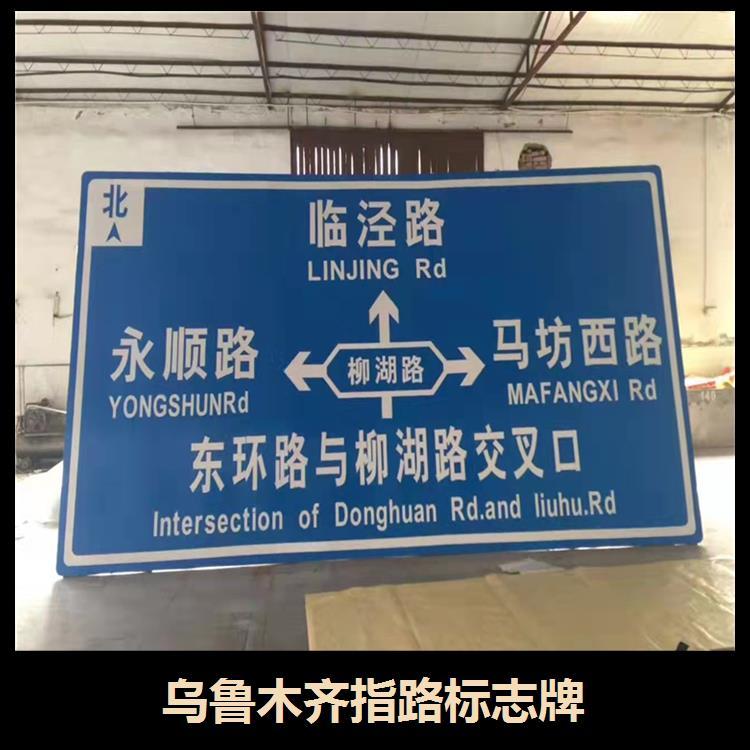 北
临泾路
LINJING Rd
永顺路
YONGSHUNRd
柳湖路
马坊西路
MAFANGXI Rd
东环路与柳湖路交叉口
Intersection of Donghuan Rd.and liuhu.Rd
乌鲁木齐指路标志牌